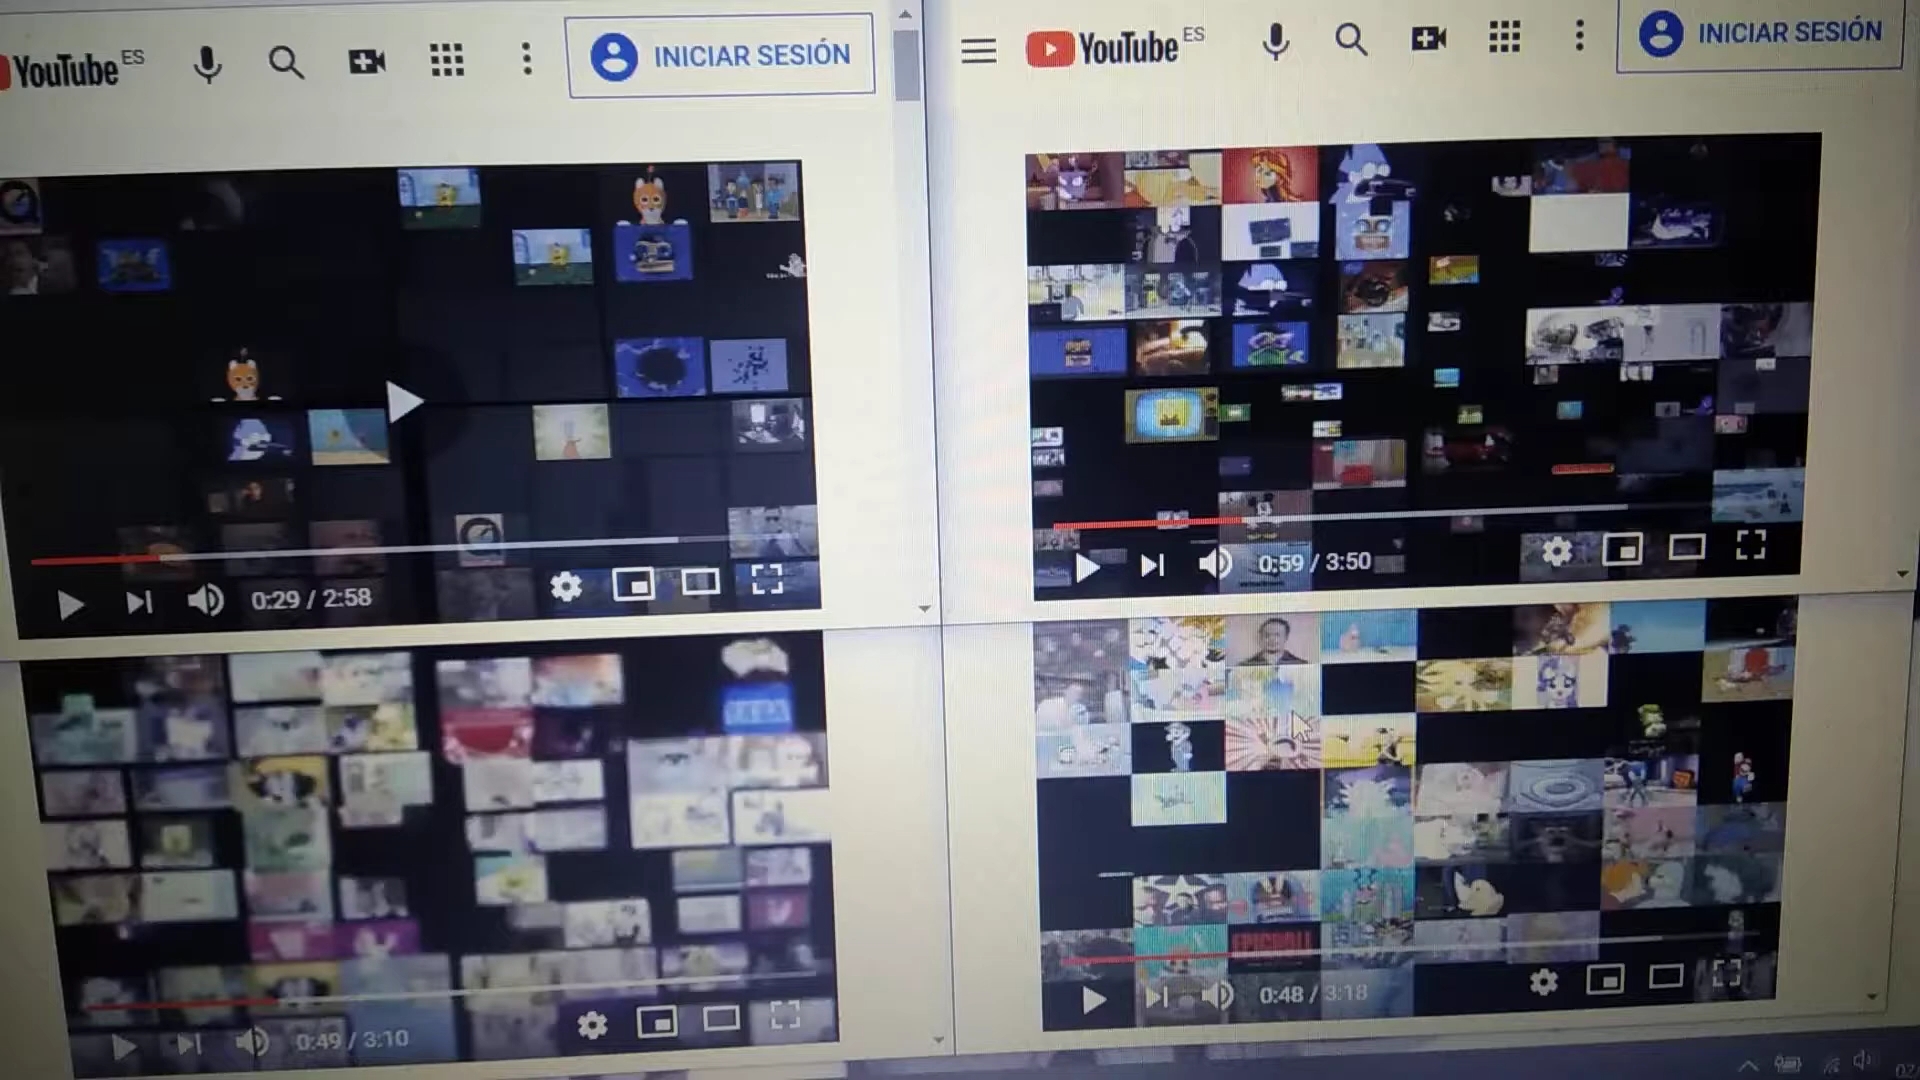 YouTube ES
INICIAR SESIÓN
YouTube ES
INICIAR SESIÓN
0:29 / 2:58
0:59 / 3:50
0:49 / 3:10
0:48 / 3:18